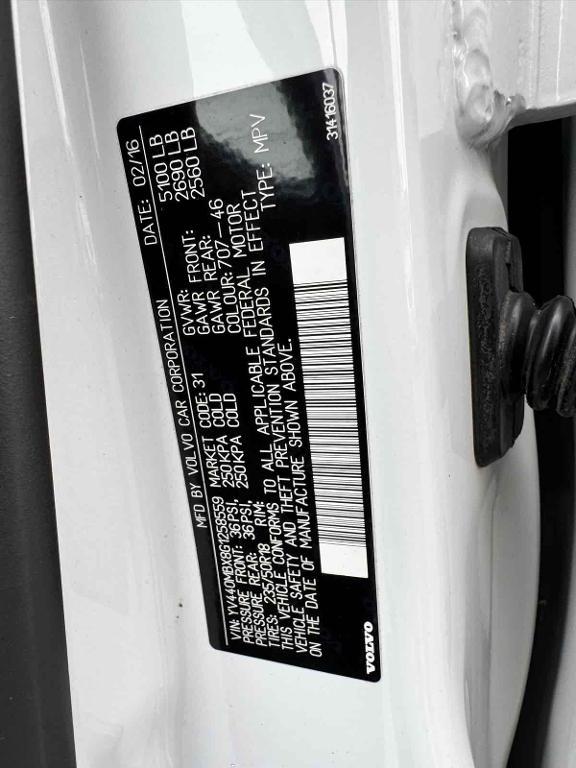 MFD BY VOLVO CAR CORPORATION DATE: 02/16
VIN: YV440MBX8G1258559 GVWR: 5100 LB
PRESSURE FRONT: 36PSI, MARKET CODE: 31 GAWR FRONT: 2690 LB
PRESSURE REAR: 36PSI, 250KPA COLD GAWR REAR: 2560 LB
TIRES: 235/50R18 250KPA COLD COLOUR: 707-46
RIM:
THIS VEHICLE CONFORMS TO ALL APPLICABLE FEDERAL MOTOR
VEHICLE SAFETY AND THEFT PREVENTION STANDARDS IN EFFECT
ON THE DATE OF MANUFACTURE SHOWN ABOVE. TYPE: MPV
VOLVO 31416037